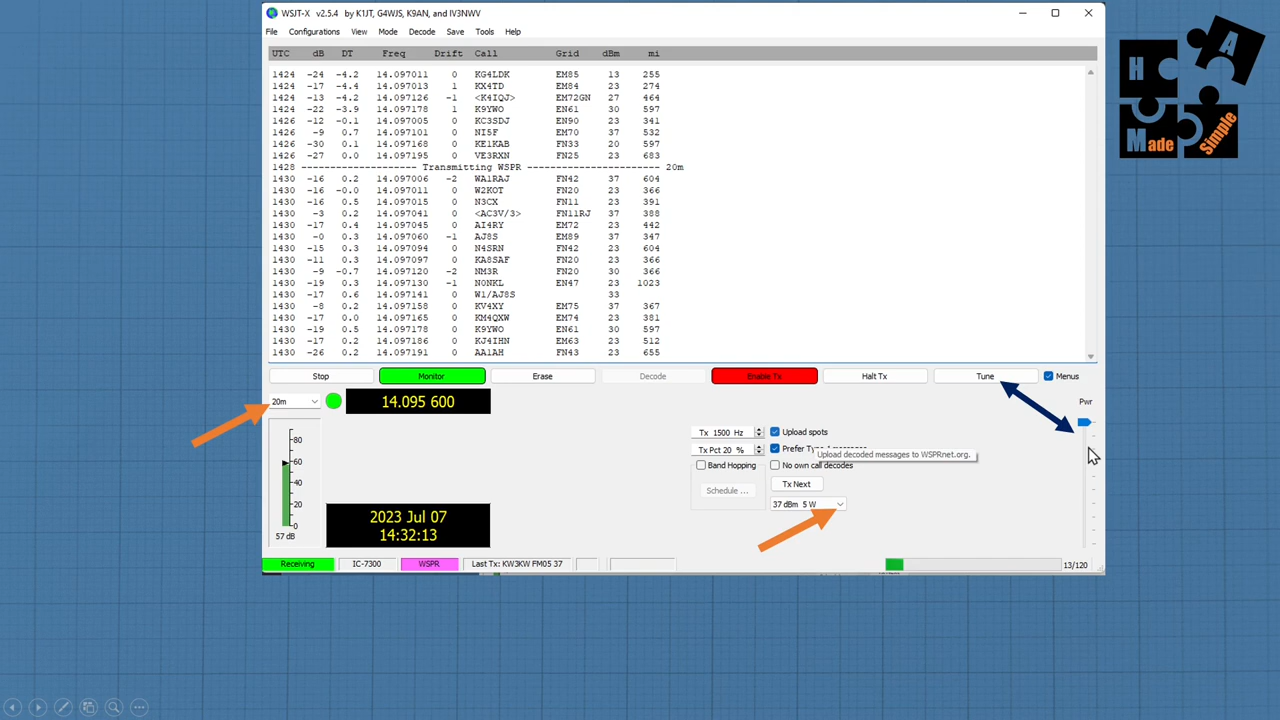 WSJT-X v2.5.4 by K1JT, G4WJS, K9AN, and IV3NWV
File Configurations View Mode Decode Save Tools Help
UTC dB DT Freq Drift Call Grid dBm mi
1424 -24 -4.2 14.097011 0 KG4LDK EM85 13 255
1424 -17 -4.4 14.097013 1 KX4TD EM84 23 274
1424 -13 -4.2 14.097126 -1 <K4IQJ> EM72GN 27 464
1424 -22 -3.9 14.097178 1 K9YWO EN61 30 597
1426 -12 -0.1 14.097005 0 KC3SDJ EN90 23 341
1426 -9 0.7 14.097101 0 NI5F EM70 37 532
1426 -30 0.1 14.097168 0 KE1KAB FN33 20 597
1426 -27 0.0 14.097195 0 VE3RXN FN25 23 683
1428 ------------------- Transmitting WSPR --------------------- 20m
1430 -16 0.2 14.097006 -2 WA1RAJ FN42 37 604
1430 -16 -0.0 14.097011 0 W2KOT FN20 23 366
1430 -16 0.5 14.097015 0 N3CX FN11 23 391
1430 -3 0.2 14.097041 0 <AC3V/3> FN11RJ 37 388
1430 -17 0.4 14.097045 0 AI4RY EM72 23 442
1430 -0 0.3 14.097060 -1 AJ8S EM89 37 347
1430 -15 0.3 14.097094 0 N4SRN FN42 23 604
1430 -11 0.3 14.097106 0 KA8SAF FN20 23 366
1430 -9 -0.7 14.097120 -2 NM3R FN20 30 366
1430 -19 0.3 14.097130 -1 N0NKL EN47 23 1023
1430 -17 0.6 14.097141 0 W1/AJ8S 33
1430 -8 0.2 14.097158 0 KV4XY EM75 37 367
1430 -17 0.0 14.097165 0 KM4QXW EM74 23 381
1430 -19 0.5 14.097178 0 K9YWO EN61 30 597
1430 -17 0.2 14.097186 0 KJ4IHN EM63 23 512
1430 -26 0.2 14.097191 0 AA1AH FN43 23 655
Stop Monitor Erase Decode Enable Tx Halt Tx Tune Menus
20m 14.095 600 Pwr
Tx 1500 Hz Upload spots
Tx Pct 20 % Prefer Type
Upload decoded messages to WSPRnet.org.
Band Hopping No own call decodes
Schedule ... Tx Next
37 dBm 5 W
80
60
40
20
0
57 dB
2023 Jul 07
14:32:13
Receiving IC-7300 WSPR Last Tx: KW3KW FM05 37 13/120
H A
Made Simple